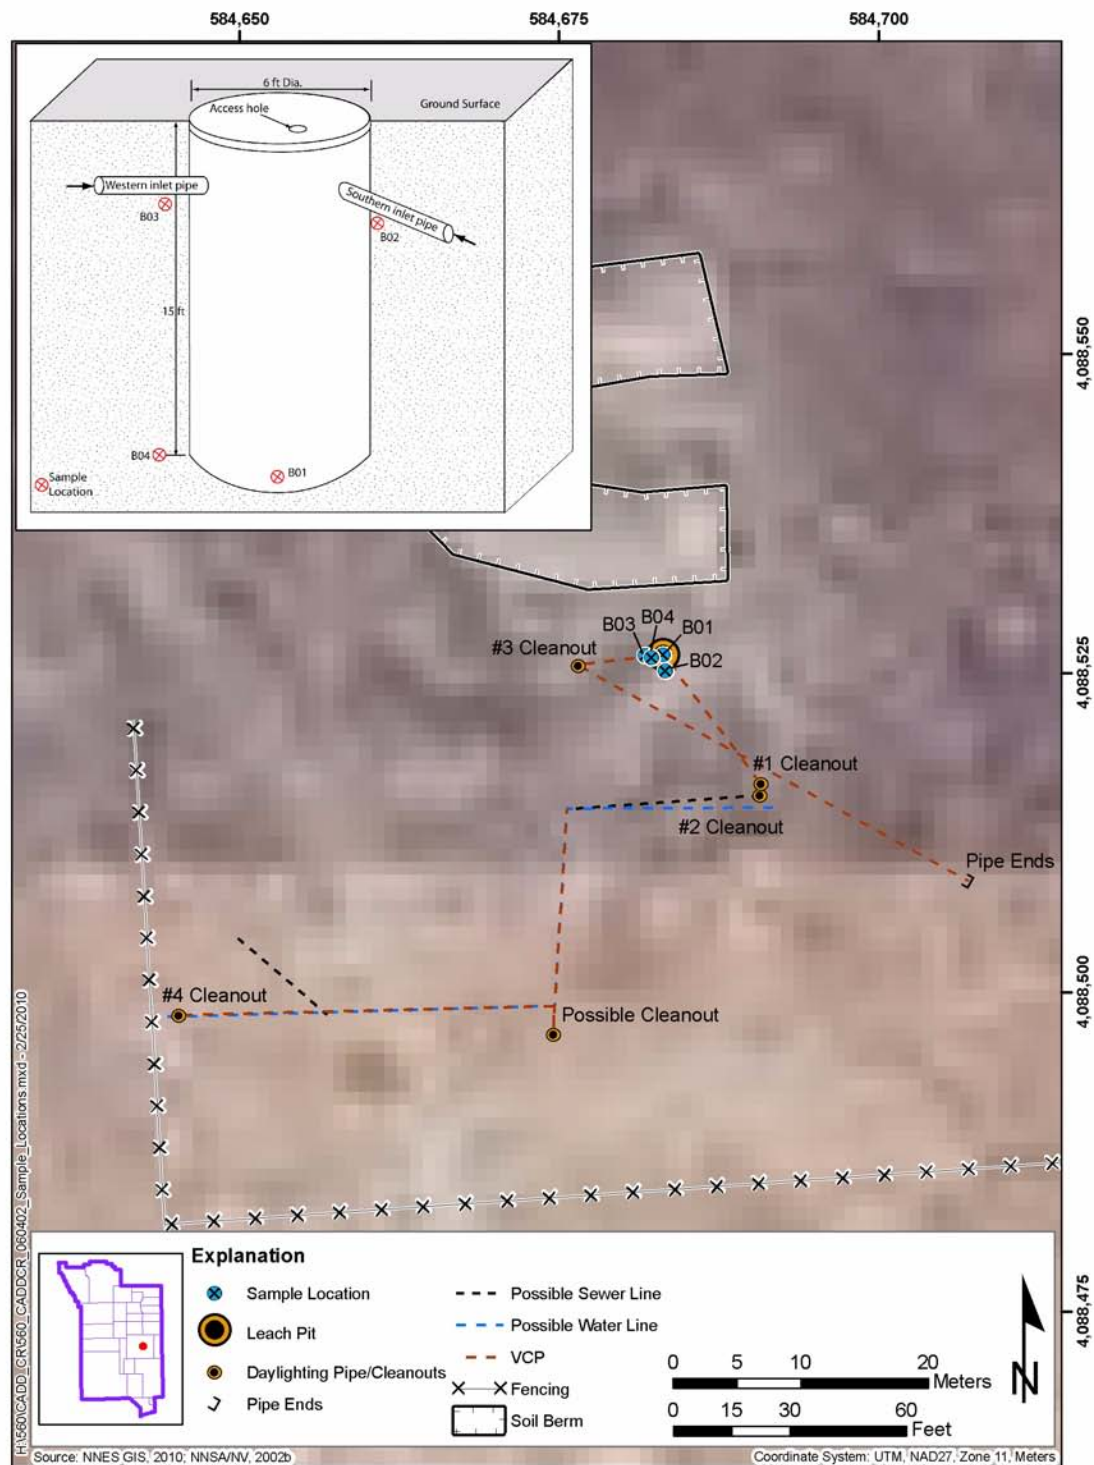 584,650 584,675 584,700
6 ft Dia.
Access hole
Ground Surface
Western inlet pipe
Southern inlet pipe
B03
B02
15 ft
B04
B01
Sample
Location
4,088,550
B03 B04 B01
#3 Cleanout
B02
4,088,525
#1 Cleanout
#2 Cleanout
Pipe Ends
#4 Cleanout
Possible Cleanout
4,088,500
H:\560\CADD_CR\560_CADDCR_060402_Sample_Locations.mxd - 2/25/2010
Explanation
Sample Location
Leach Pit
Daylighting Pipe/Cleanouts
Pipe Ends
Possible Sewer Line
Possible Water Line
VCP
Fencing
Soil Berm
4,088,475
0 5 10 20
Meters
0 15 30 60
Feet
N
Source: NNES GIS, 2010; NNSA/NV, 2002b
Coordinate System: UTM, NAD27, Zone 11, Meters